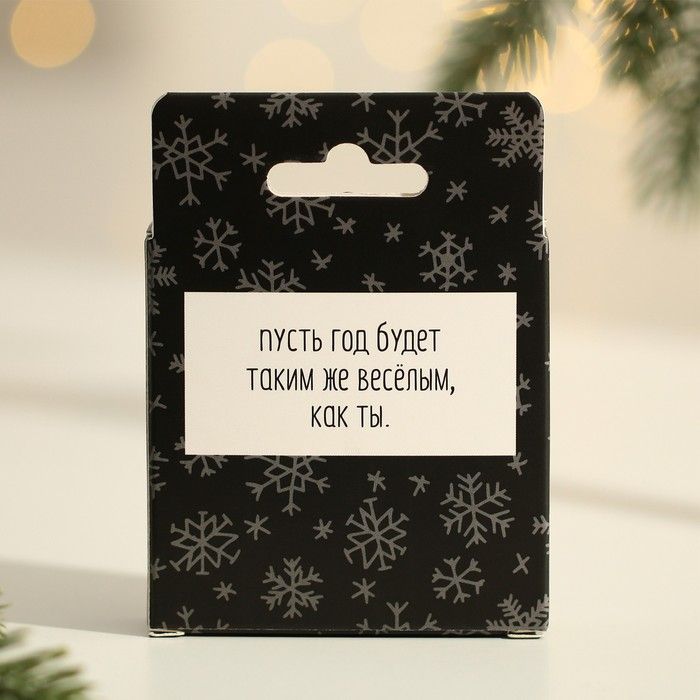 пусть год будет
таким же весёлым,
как ты.